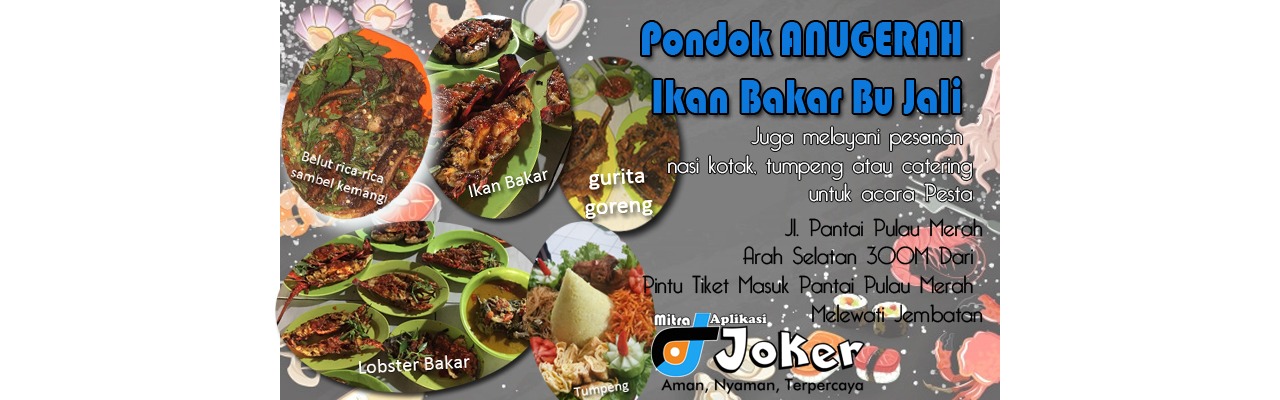 Pondok ANUGERAH
Ikan Bakar Bu Jali
Juga melayani pesanan
nasi kotak, tumpeng atau catering
untuk acara Pesta
Jl. Pantai Pulau Merah
Arah Selatan 300M Dari
Pintu Tiket Masuk Pantai Pulau Merah
Melewati Jembatan
Belut rica-rica
sambel kemangi
Ikan Bakar
gurita
goreng
Lobster Bakar
Tumpeng
Mitra Aplikasi
JoKer
Aman, Nyaman, Terpercaya